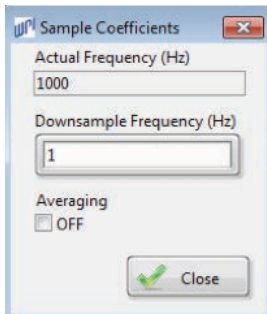 Sample Coefficients
Actual Frequency (Hz)
1000
Downsample Frequency (Hz)
1
Averaging
OFF
Close